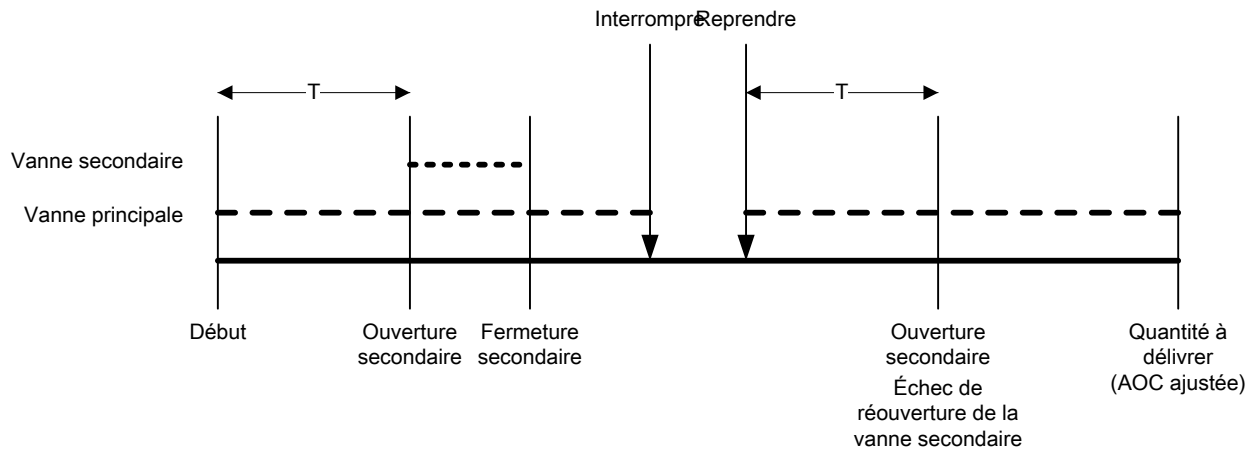 Interrompre
Reprendre
T
T
Vanne secondaire
Vanne principale
Début
Ouverture
secondaire
Fermeture
secondaire
Ouverture
secondaire
Échec de
réouverture de la
vanne secondaire
Quantité à
délivrer
(AOC ajustée)